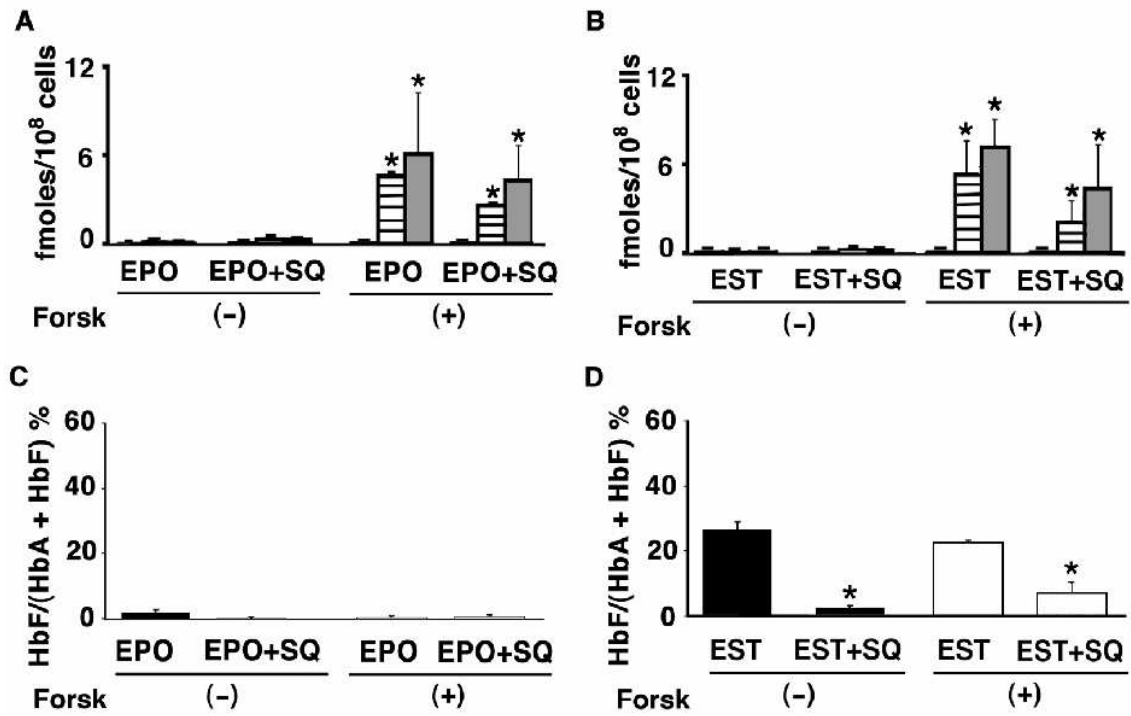 A
fmoles/10⁸ cells
12
6
0
* * * *
EPO EPO+SQ EPO EPO+SQ
Forsk (-) (+)
B
fmoles/10⁸ cells
12
6
0
* * * *
EST EST+SQ EST EST+SQ
Forsk (-) (+)
C
HbF/(HbA + HbF) %
60
40
20
0
EPO EPO+SQ EPO EPO+SQ
Forsk (-) (+)
D
HbF/(HbA + HbF) %
60
40
20
0
* *
EST EST+SQ EST EST+SQ
Forsk (-) (+)